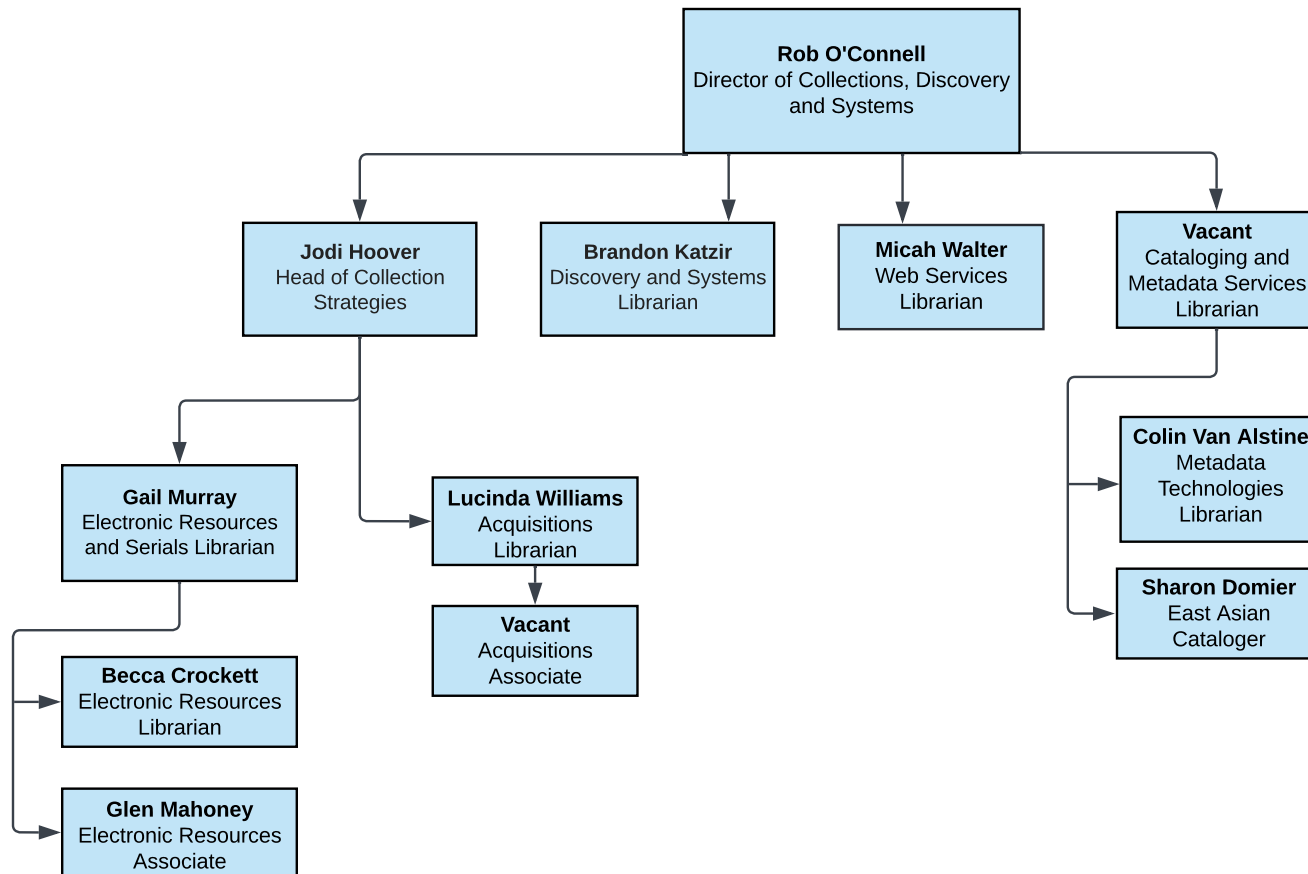 Rob O'Connell
Director of Collections, Discovery
and Systems
Jodi Hoover
Head of Collection
Strategies
Brandon Katzir
Discovery and Systems
Librarian
Micah Walter
Web Services
Librarian
Vacant
Cataloging and
Metadata Services
Librarian
Gail Murray
Electronic Resources
and Serials Librarian
Lucinda Williams
Acquisitions
Librarian
Colin Van Alstine
Metadata
Technologies
Librarian
Vacant
Acquisitions
Associate
Sharon Domier
East Asian
Cataloger
Becca Crockett
Electronic Resources
Librarian
Glen Mahoney
Electronic Resources
Associate